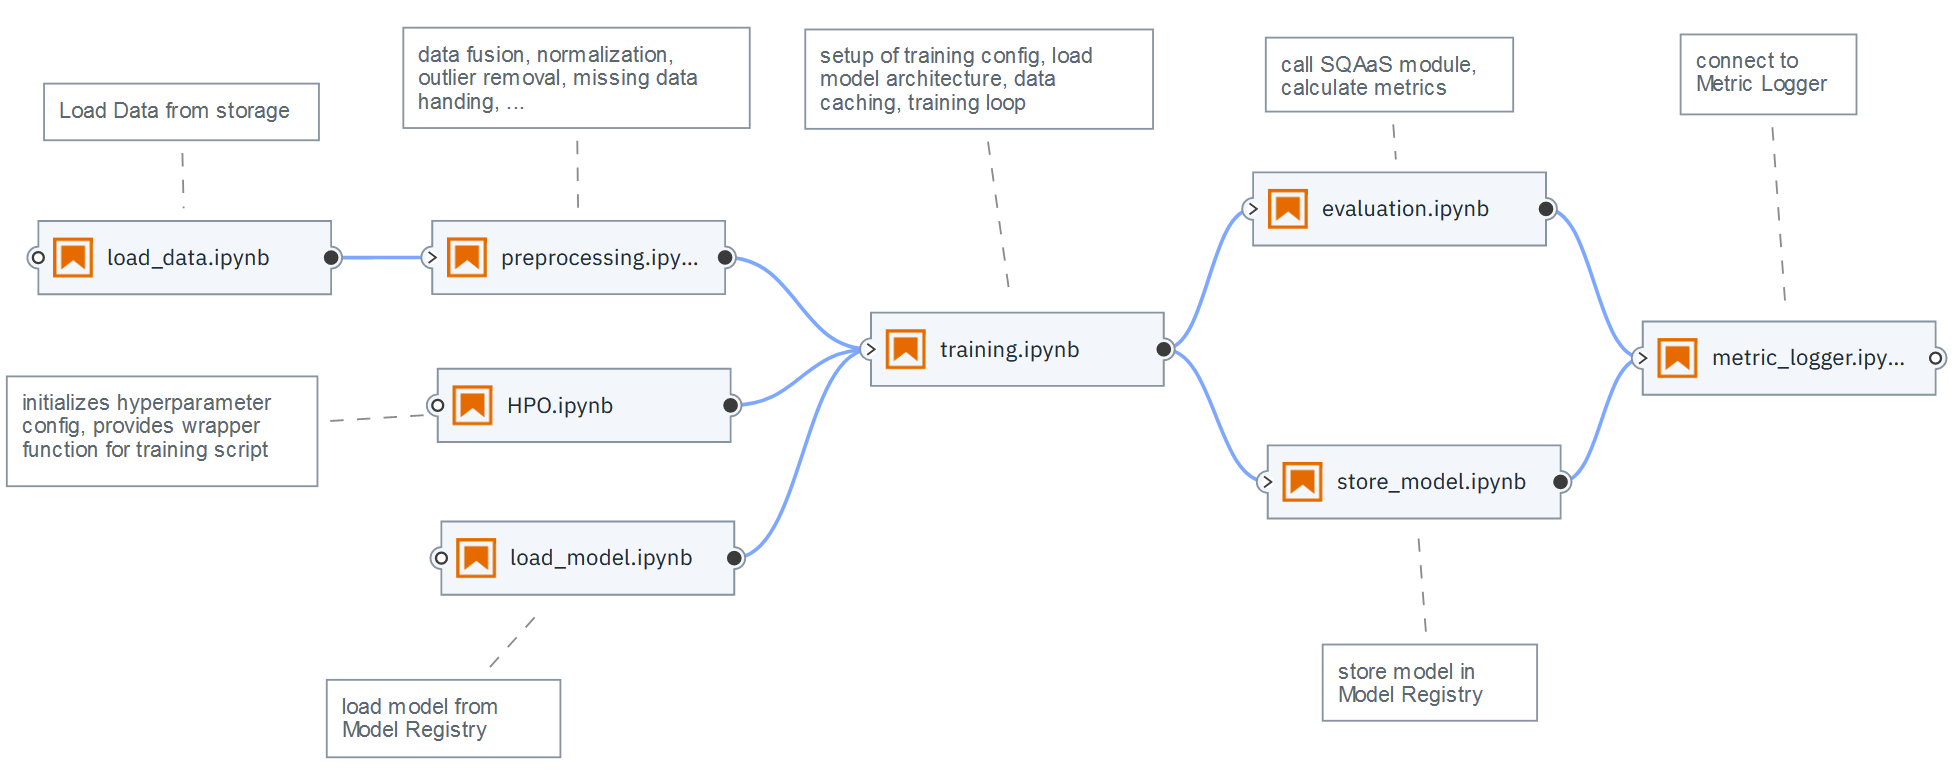 Load Data from storage
data fusion, normalization,
outlier removal, missing data
handing, ...
setup of training config, load
model architecture, data
caching, training loop
call SQAaS module,
calculate metrics
connect to
Metric Logger
load_data.ipynb
preprocessing.ipy...
evaluation.ipynb
training.ipynb
metric_logger.ipy...
initializes hyperparameter
config, provides wrapper
function for training script
HPO.ipynb
store_model.ipynb
load_model.ipynb
load model from
Model Registry
store model in
Model Registry